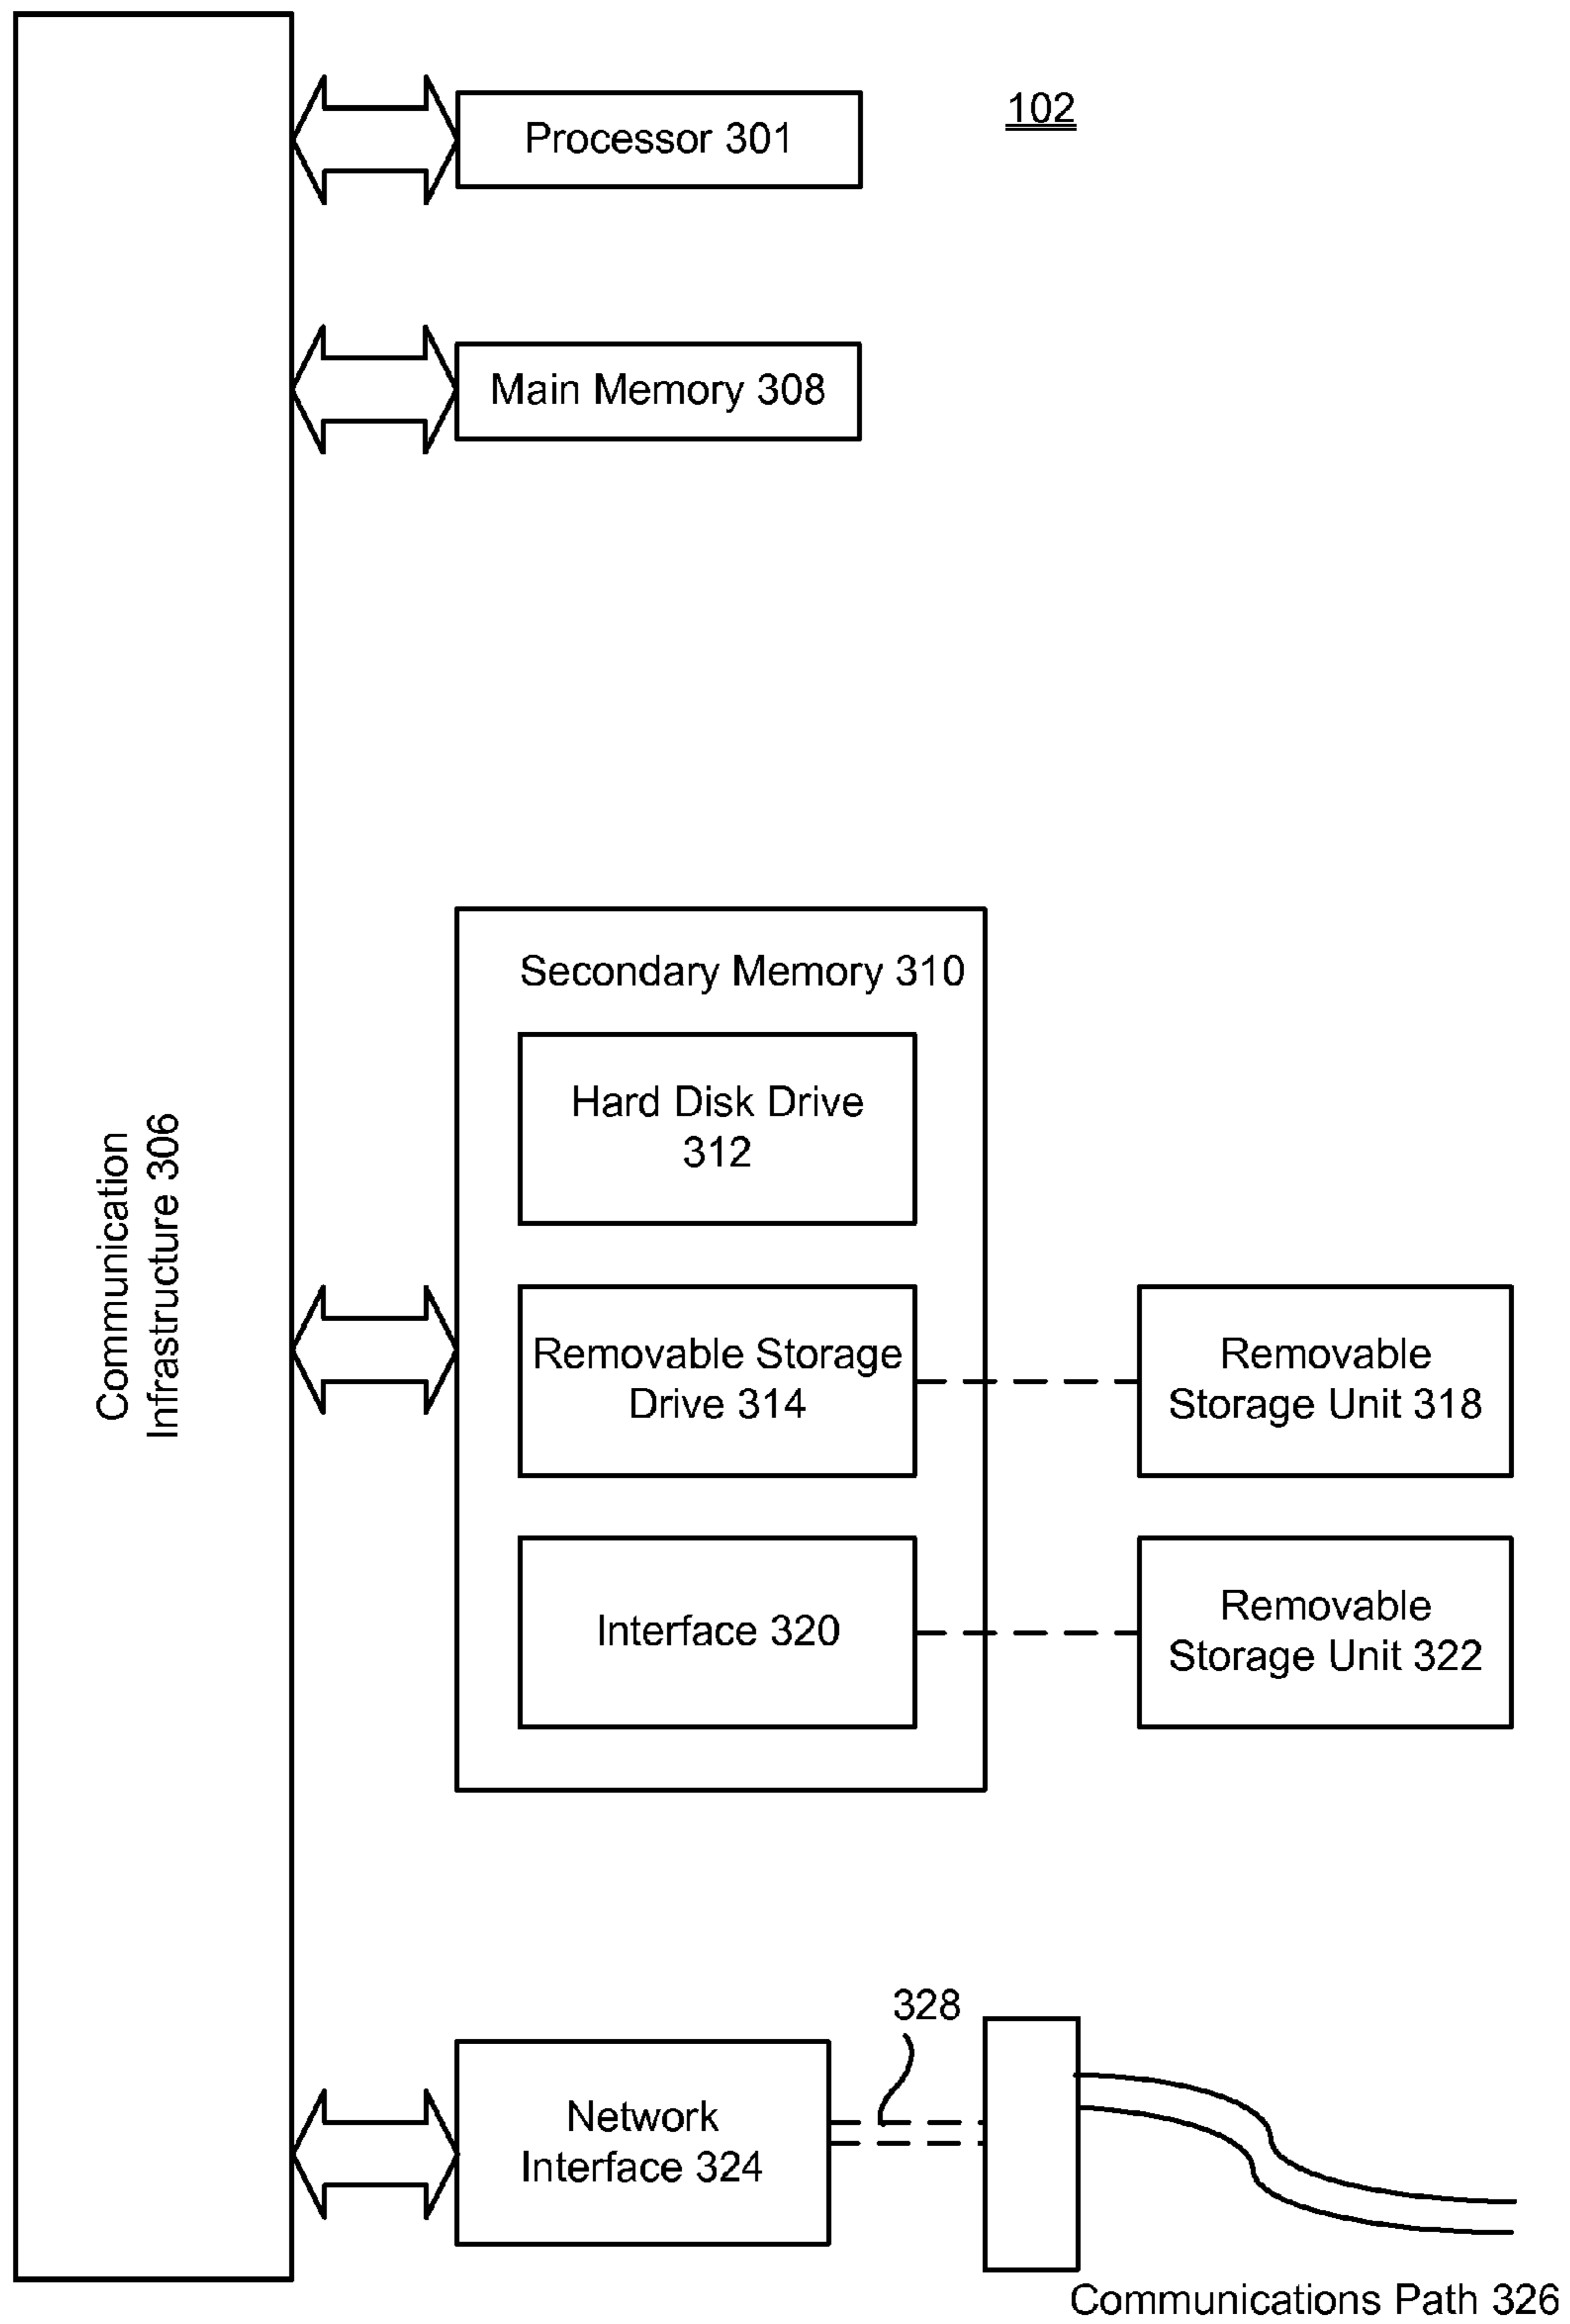 102
Processor 301
Main Memory 308
Communication
Infrastructure 306
Secondary Memory 310
Hard Disk Drive
312
Removable Storage
Drive 314
Removable
Storage Unit 318
Interface 320
Removable
Storage Unit 322
328
Network
Interface 324
Communications Path 326